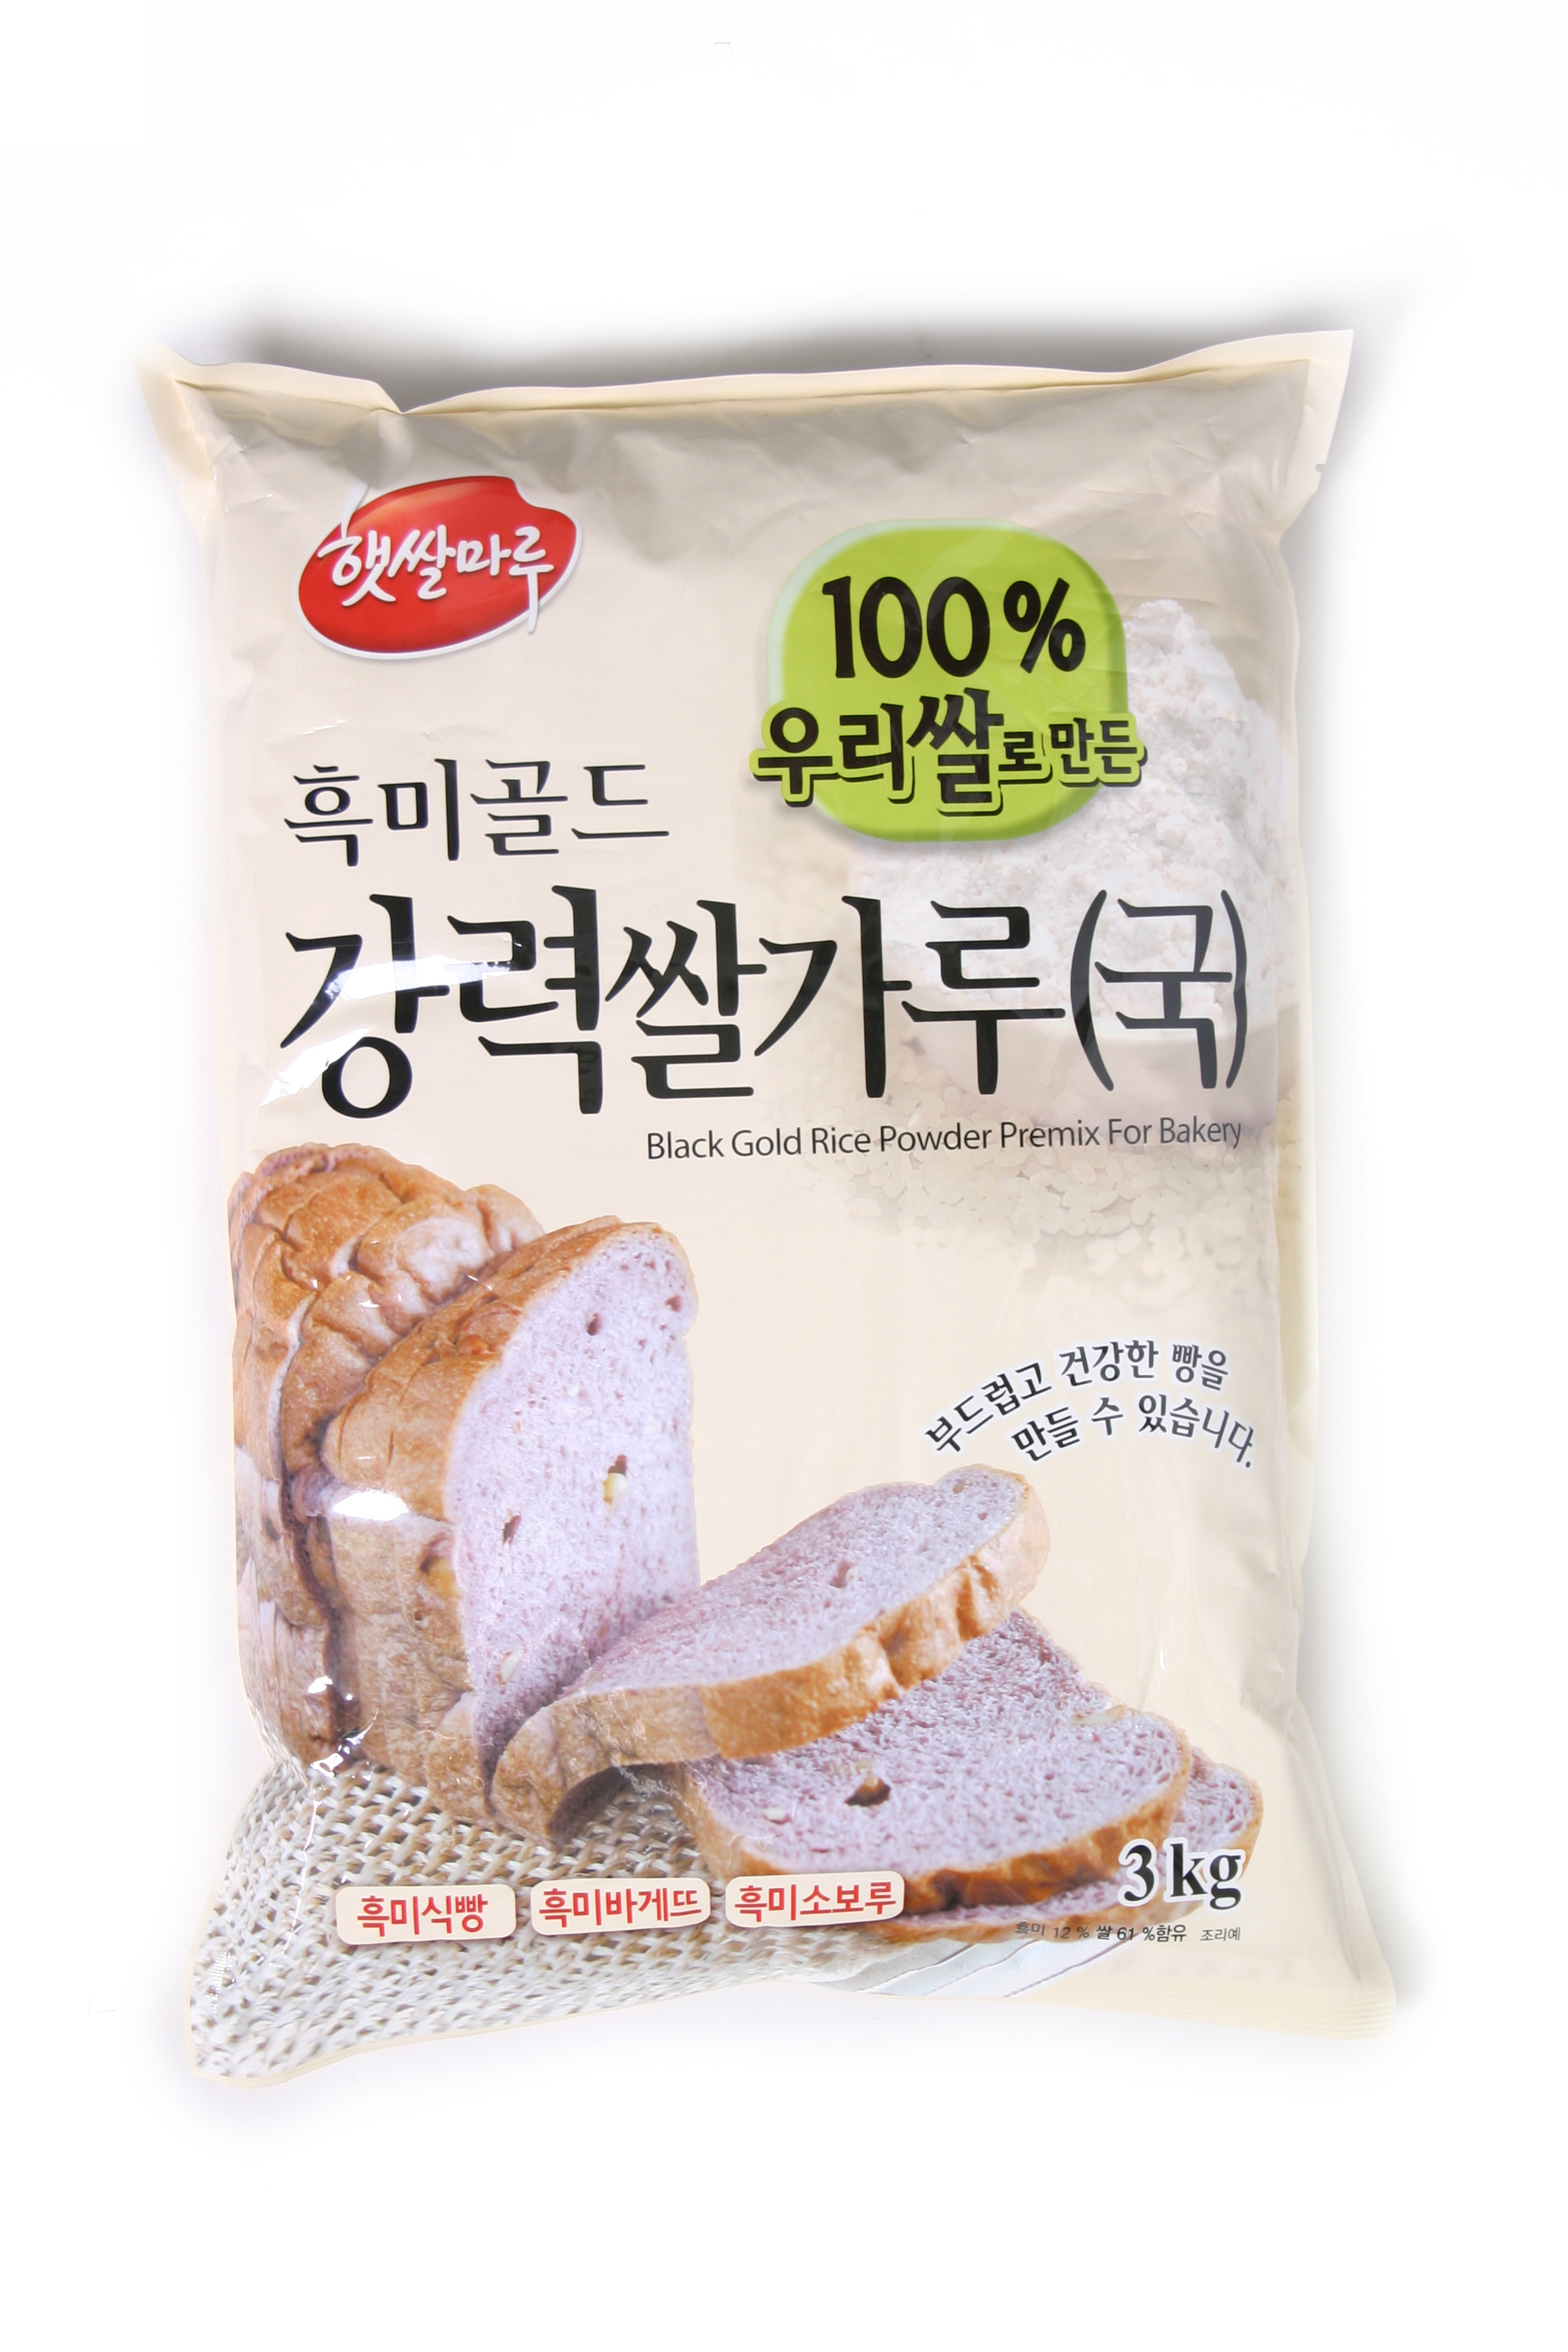 햇쌀마루
100%
우리쌀로 만든
흑미골드
강력쌀가루(국)
Black Gold Rice Powder Premix For Bakery
부드럽고 건강한 빵을
만들 수 있습니다.
3 kg
흑미식빵 흑미바게뜨 흑미소보루
흑미 12 % 쌀 61 %함유 조리예